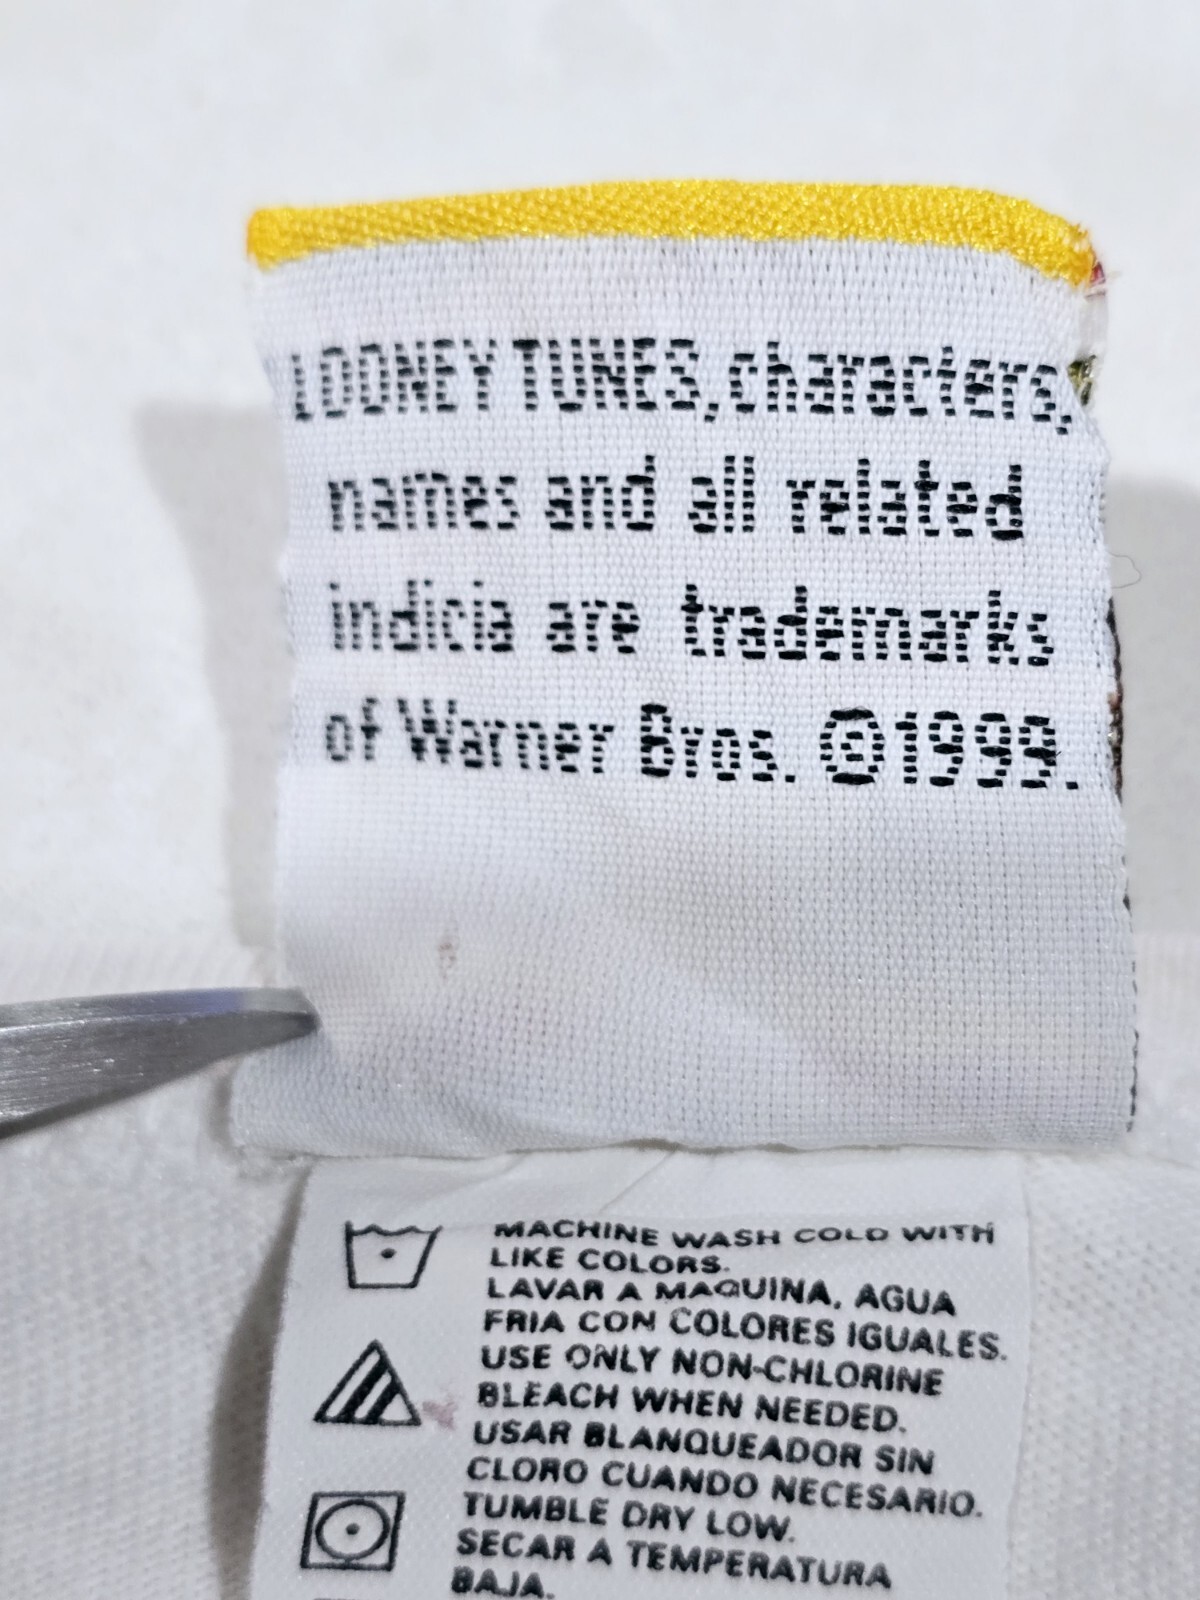 LOONEY TUNES, characters,
names and all related
indicia are trademarks
of Warner Bros. ©1999.
MACHINE WASH COLD WITH
LIKE COLORS.
LAVAR A MAQUINA, AGUA
FRIA CON COLORES IGUALES.
USE ONLY NON-CHLORINE
BLEACH WHEN NEEDED.
USAR BLANQUEADOR SIN
CLORO CUANDO NECESARIO.
TUMBLE DRY LOW.
SECAR A TEMPERATURA
BAJA.